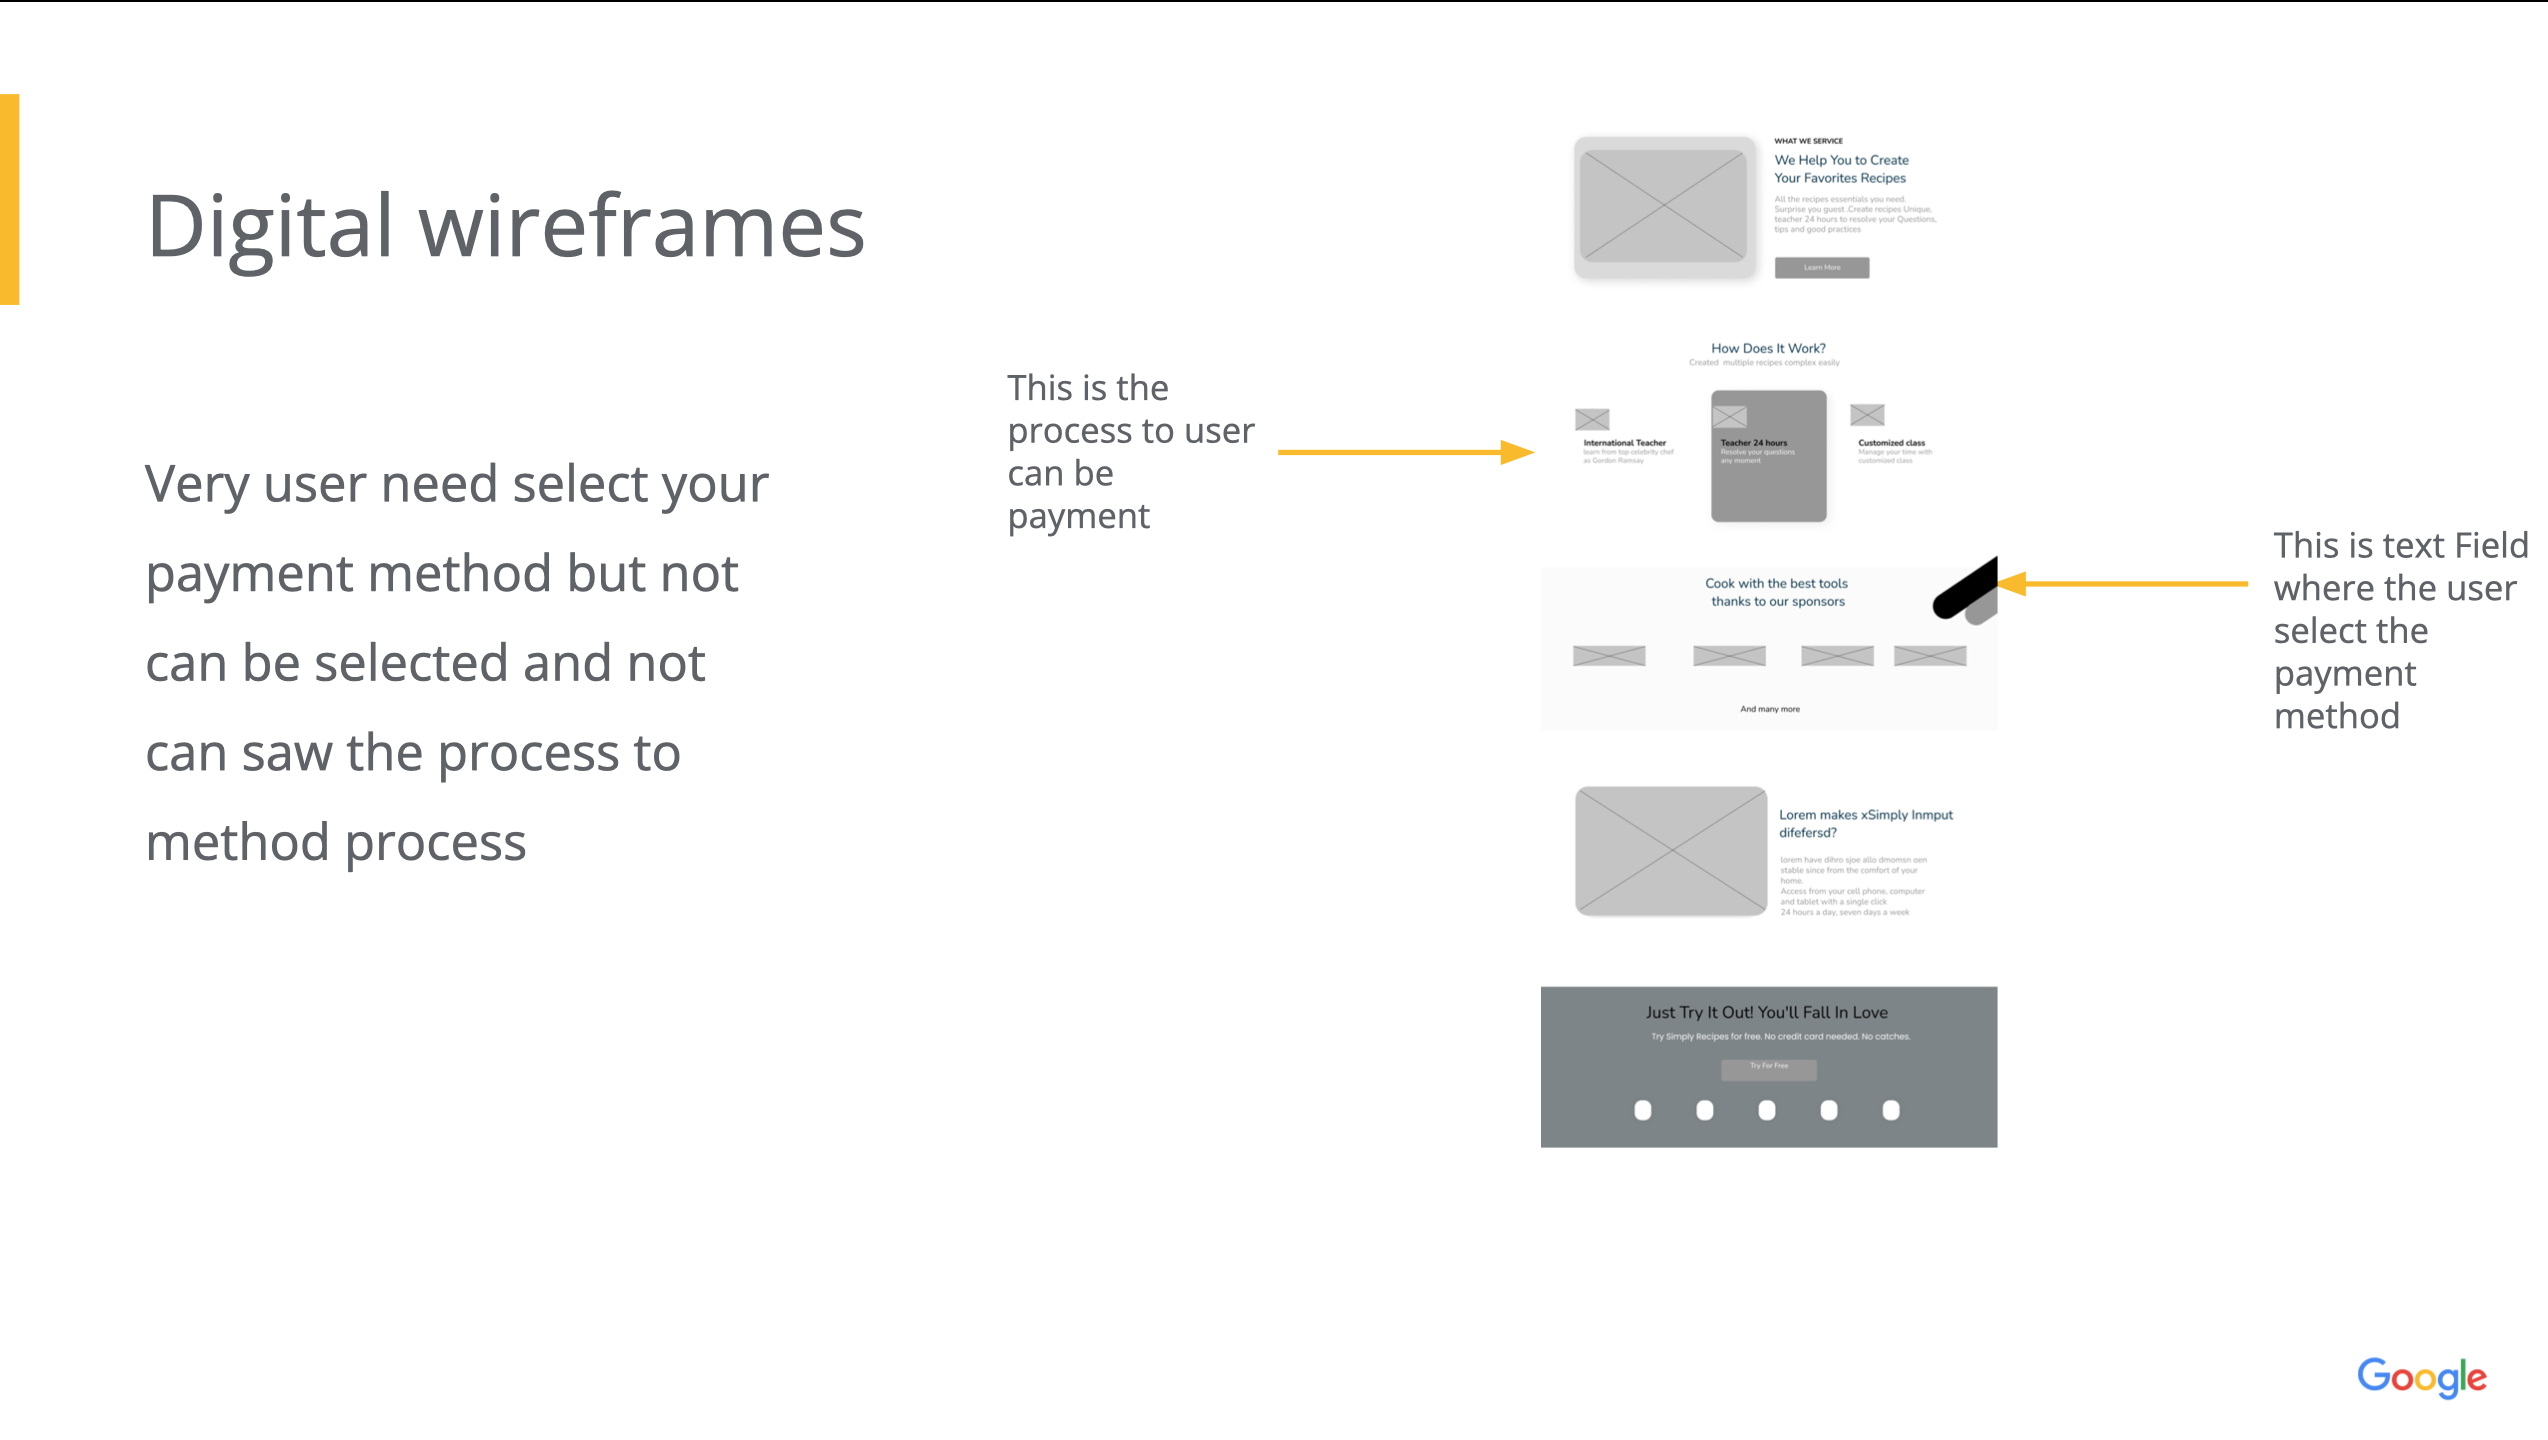 Digital wireframes
Very user need select your
payment method but not
can be selected and not
can saw the process to
method process
This is the
process to user
can be
payment
WHAT WE SERVICE
We Help You to Create
Your Favorites Recipes
All the recipes essentials you need.
Surprise you guest .Create recipes Unique,
teacher 24 hours to resolve your Questions,
tips and good practices
Learn More
How Does It Work?
Created multiple recipes complex easily
International Teacher
learn from top celebrity chef
as Gordon Ramsay
Teacher 24 hours
Resolve your questions
any moment
Customized class
Manage your time with
customized class
Cook with the best tools
thanks to our sponsors
And many more
This is text Field
where the user
select the
payment
method
Lorem makes xSimply Inmput
difefersd?
lorem have dihro sjoe allo dmomsn oen
stable since from the comfort of your
home.
Access from your cell phone, computer
and tablet with a single click
24 hours a day, seven days a week
Just Try It Out! You'll Fall In Love
Try Simply Recipes for free. No credit card needed. No catches.
Try For Free
Google